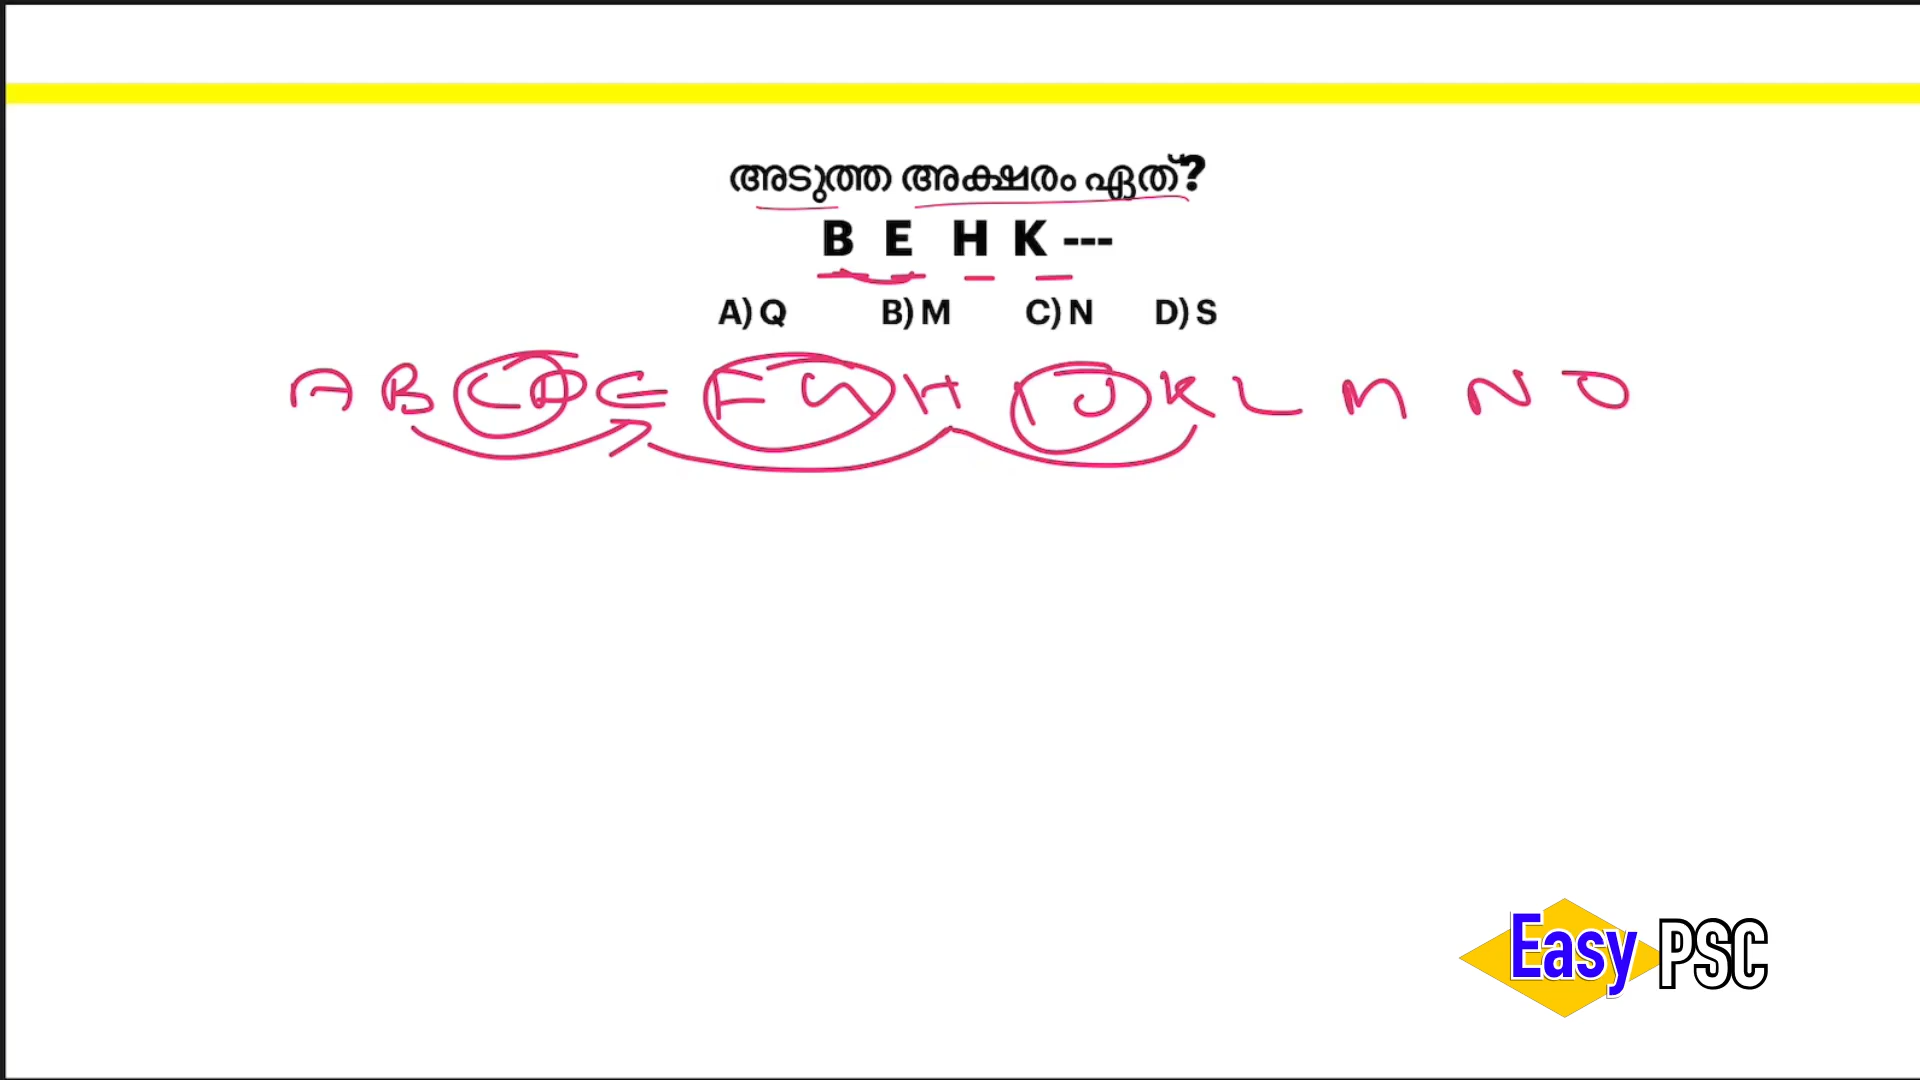 അടുത്ത അക്ഷരം ഏത്?
B E H K ---
A) Q B) M C) N D) S
A B C D E F G H I J K L M N O
Easy PSC